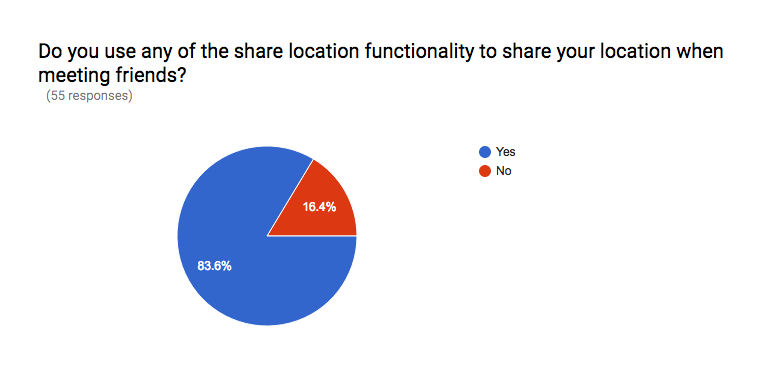 Do you use any of the share location functionality to share your location when
meeting friends?
(55 responses)
Yes
No
16.4%
83.6%